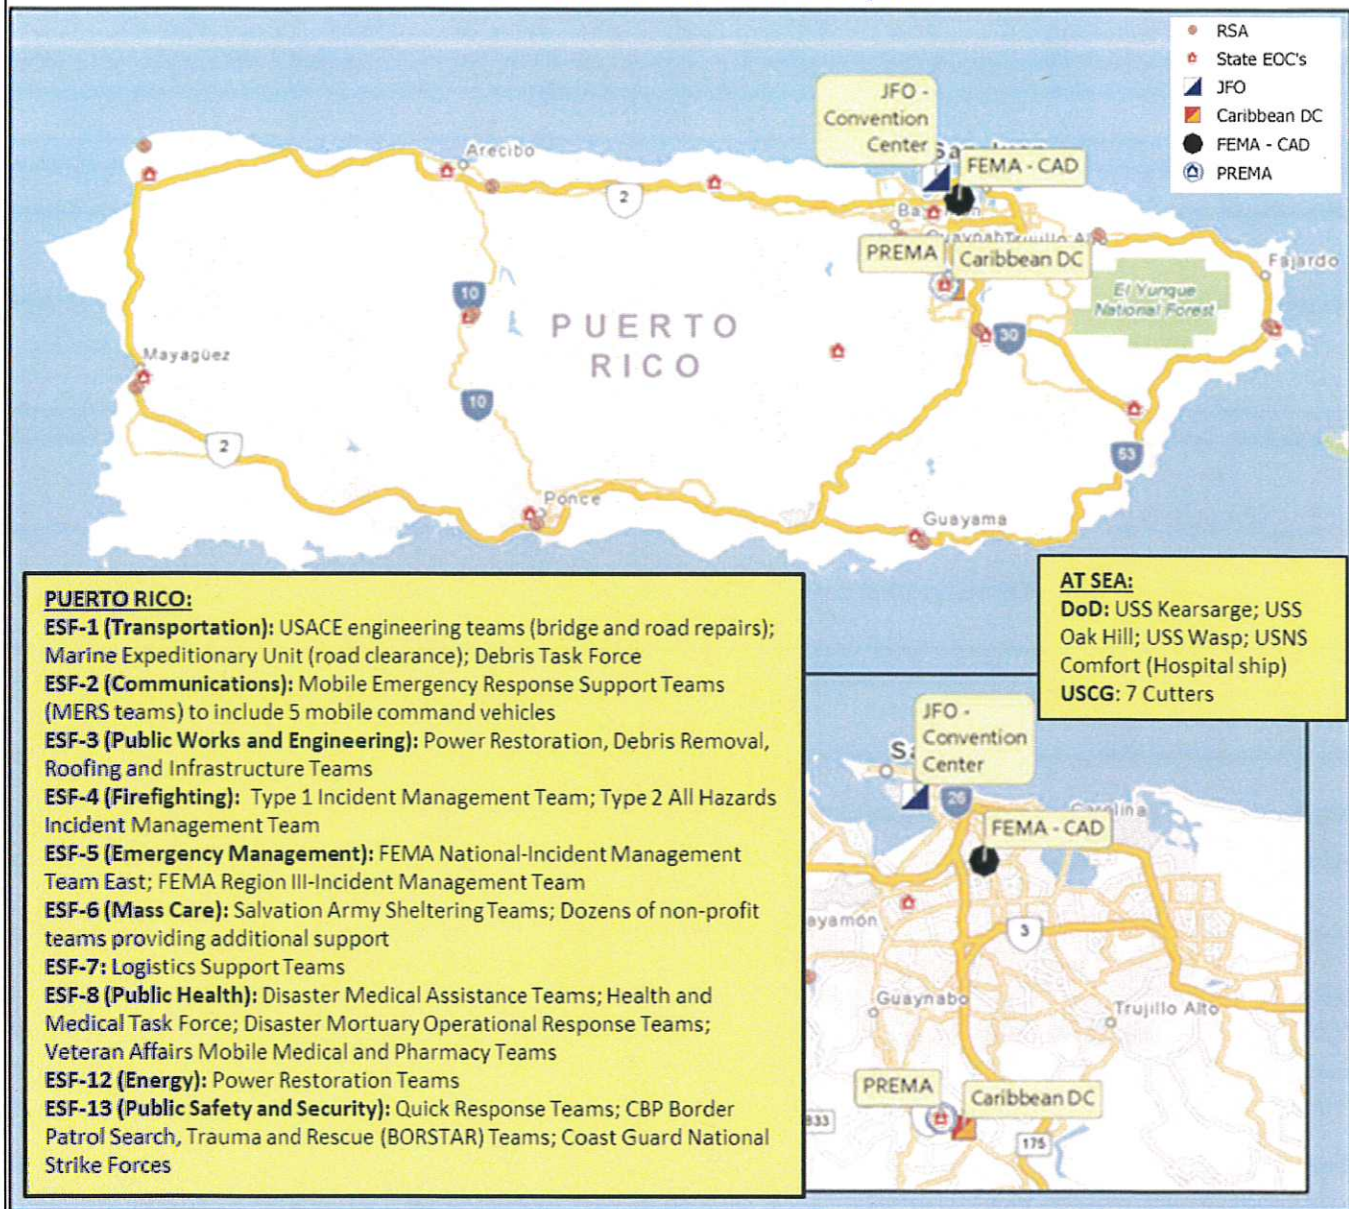 RSA
State EOC's
JFO
Caribbean DC
FEMA - CAD
PREMA
JFO -
Convention
Center
San Juan
FEMA - CAD
Arecibo
2
Guaynabo
Trujillo Alto
PREMA
Caribbean DC
Fajardo
El Yunque
National Forest
10
PUERTO
RICO
30
Mayagüez
10
2
53
Ponce
Guayama
PUERTO RICO:
ESF-1 (Transportation): USACE engineering teams (bridge and road repairs);
Marine Expeditionary Unit (road clearance); Debris Task Force
ESF-2 (Communications): Mobile Emergency Response Support Teams
(MERS teams) to include 5 mobile command vehicles
ESF-3 (Public Works and Engineering): Power Restoration, Debris Removal,
Roofing and Infrastructure Teams
ESF-4 (Firefighting): Type 1 Incident Management Team; Type 2 All Hazards
Incident Management Team
ESF-5 (Emergency Management): FEMA National-Incident Management
Team East; FEMA Region III-Incident Management Team
ESF-6 (Mass Care): Salvation Army Sheltering Teams; Dozens of non-profit
teams providing additional support
ESF-7: Logistics Support Teams
ESF-8 (Public Health): Disaster Medical Assistance Teams; Health and
Medical Task Force; Disaster Mortuary Operational Response Teams;
Veteran Affairs Mobile Medical and Pharmacy Teams
ESF-12 (Energy): Power Restoration Teams
ESF-13 (Public Safety and Security): Quick Response Teams; CBP Border
Patrol Search, Trauma and Rescue (BORSTAR) Teams; Coast Guard National
Strike Forces
AT SEA:
DoD: USS Kearsarge; USS
Oak Hill; USS Wasp; USNS
Comfort (Hospital ship)
USCG: 7 Cutters
JFO -
Convention
Center
Sa
26
Carolina
FEMA - CAD
ayamón
3
Guaynabo
Trujillo Alto
PREMA
Caribbean DC
833
175